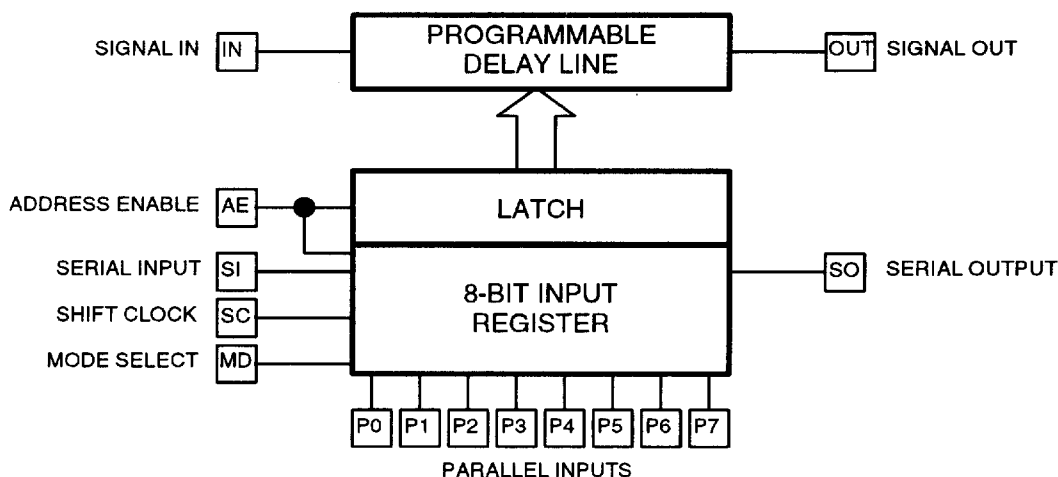 SIGNAL IN IN PROGRAMMABLE DELAY LINE OUT SIGNAL OUT
ADDRESS ENABLE AE LATCH
SERIAL INPUT SI SO SERIAL OUTPUT
8-BIT INPUT REGISTER
SHIFT CLOCK SC
MODE SELECT MD
P0 P1 P2 P3 P4 P5 P6 P7
PARALLEL INPUTS